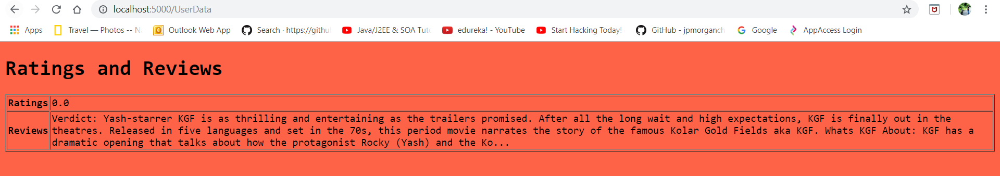 localhost:5000/UserData
Apps Travel — Photos -- N Outlook Web App Search · https://githu Java/J2EE & SOA Tuto edureka! - YouTube Start Hacking Today! GitHub - jpmorganch Google AppAccess Login
Ratings and Reviews
Ratings 0.0
Verdict: Yash-starrer KGF is as thrilling and entertaining as the trailers promised. After all the long wait and high expectations, KGF is finally out in the
Reviews theatres. Released in five languages and set in the 70s, this period movie narrates the story of the famous Kolar Gold Fields aka KGF. Whats KGF About: KGF has a
dramatic opening that talks about how the protagonist Rocky (Yash) and the Ko...